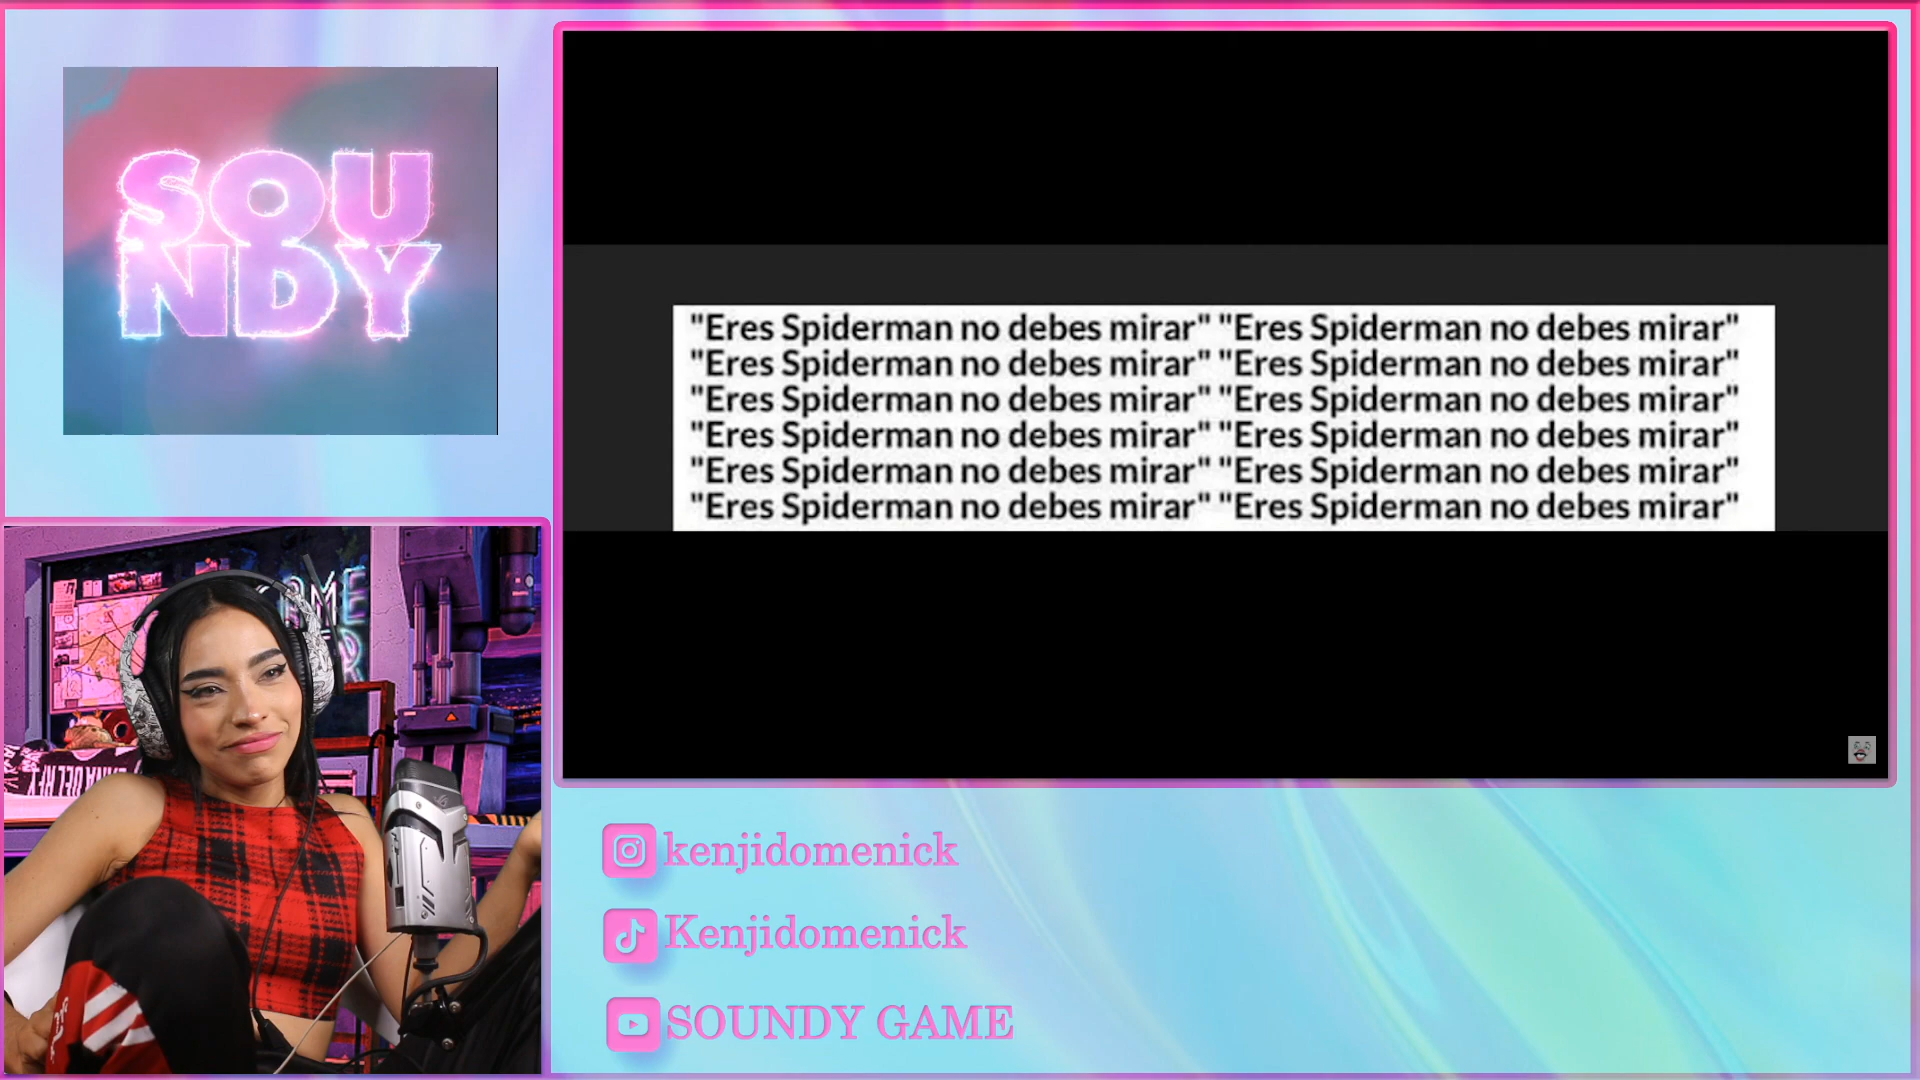 SOU
NDY
"Eres Spiderman no debes mirar" "Eres Spiderman no debes mirar"
"Eres Spiderman no debes mirar" "Eres Spiderman no debes mirar"
"Eres Spiderman no debes mirar" "Eres Spiderman no debes mirar"
"Eres Spiderman no debes mirar" "Eres Spiderman no debes mirar"
"Eres Spiderman no debes mirar" "Eres Spiderman no debes mirar"
"Eres Spiderman no debes mirar" "Eres Spiderman no debes mirar"
kenjidomenick
Kenjidomenick
SOUNDY GAME